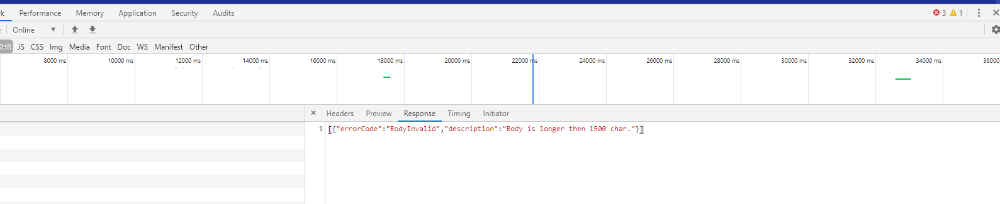 Performance Memory Application Security Audits 3 1
Online
XHR JS CSS Img Media Font Doc WS Manifest Other
8000 ms 10000 ms 12000 ms 14000 ms 16000 ms 18000 ms 20000 ms 22000 ms 24000 ms 26000 ms 28000 ms 30000 ms 32000 ms 34000 ms 36000
Headers Preview Response Timing Initiator
1 [{"errorCode":"BodyInvalid","description":"Body is longer then 1500 char."}]